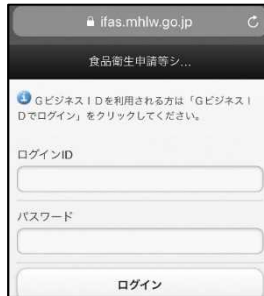 ifas.mhlw.go.jp
食品衛生申請等シ...
GビジネスIDを利用される方は「GビジネスI
Dでログイン」をクリックしてください。
ログインID
パスワード
ログイン